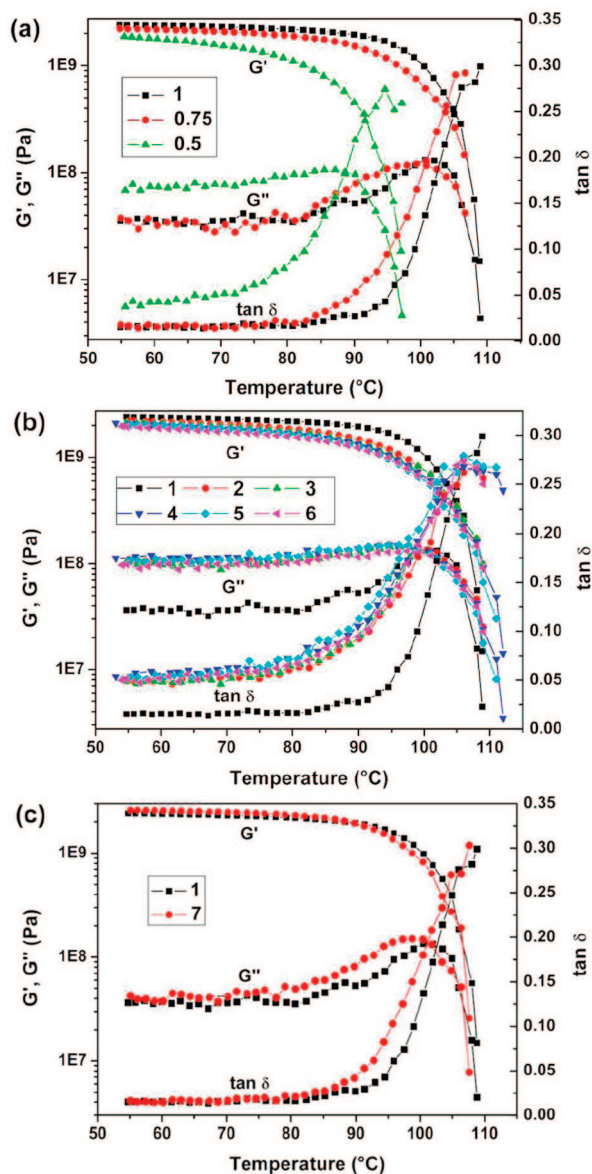 (a)
G', G'' (Pa)
1E9
1E8
1E7
1
0.75
0.5
G'
G''
tan δ
0.35
0.30
0.25
0.20
0.15
0.10
0.05
0.00
tan δ
50 60 70 80 90 100 110
Temperature (°C)
(b)
G', G'' (Pa)
1E9
1E8
1E7
G'
1 2 3
4 5 6
G''
tan δ
0.30
0.25
0.20
0.15
0.10
0.05
0.00
tan δ
50 60 70 80 90 100 110
Temperature (°C)
(c)
G', G'' (Pa)
1E9
1E8
1E7
G'
1
7
G''
tan δ
0.35
0.30
0.25
0.20
0.15
0.10
0.05
0.00
tan δ
50 60 70 80 90 100 110
Temperature (°C)